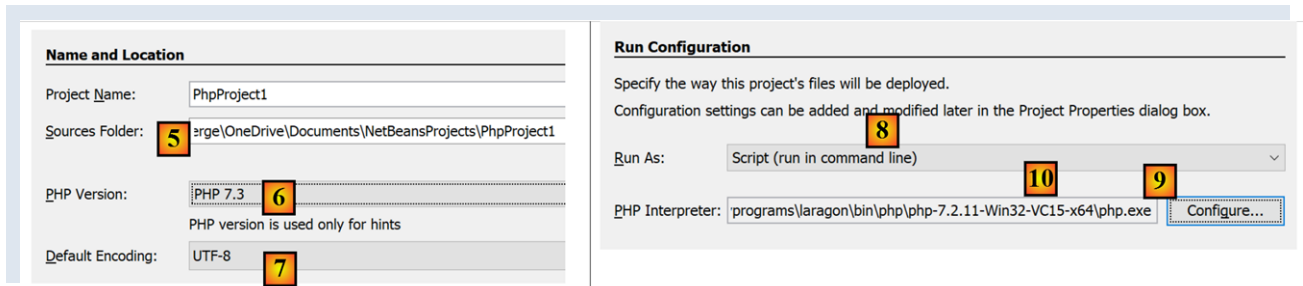 Name and Location
Project Name: PhpProject1
Sources Folder: erge\OneDrive\Documents\NetBeansProjects\PhpProject1
5
PHP Version: PHP 7.3
6
PHP version is used only for hints
Default Encoding: UTF-8
7
Run Configuration
Specify the way this project's files will be deployed.
Configuration settings can be added and modified later in the Project Properties dialog box.
8
Run As: Script (run in command line)
10
9
PHP Interpreter: programs\laragon\bin\php\php-7.2.11-Win32-VC15-x64\php.exe Configure...